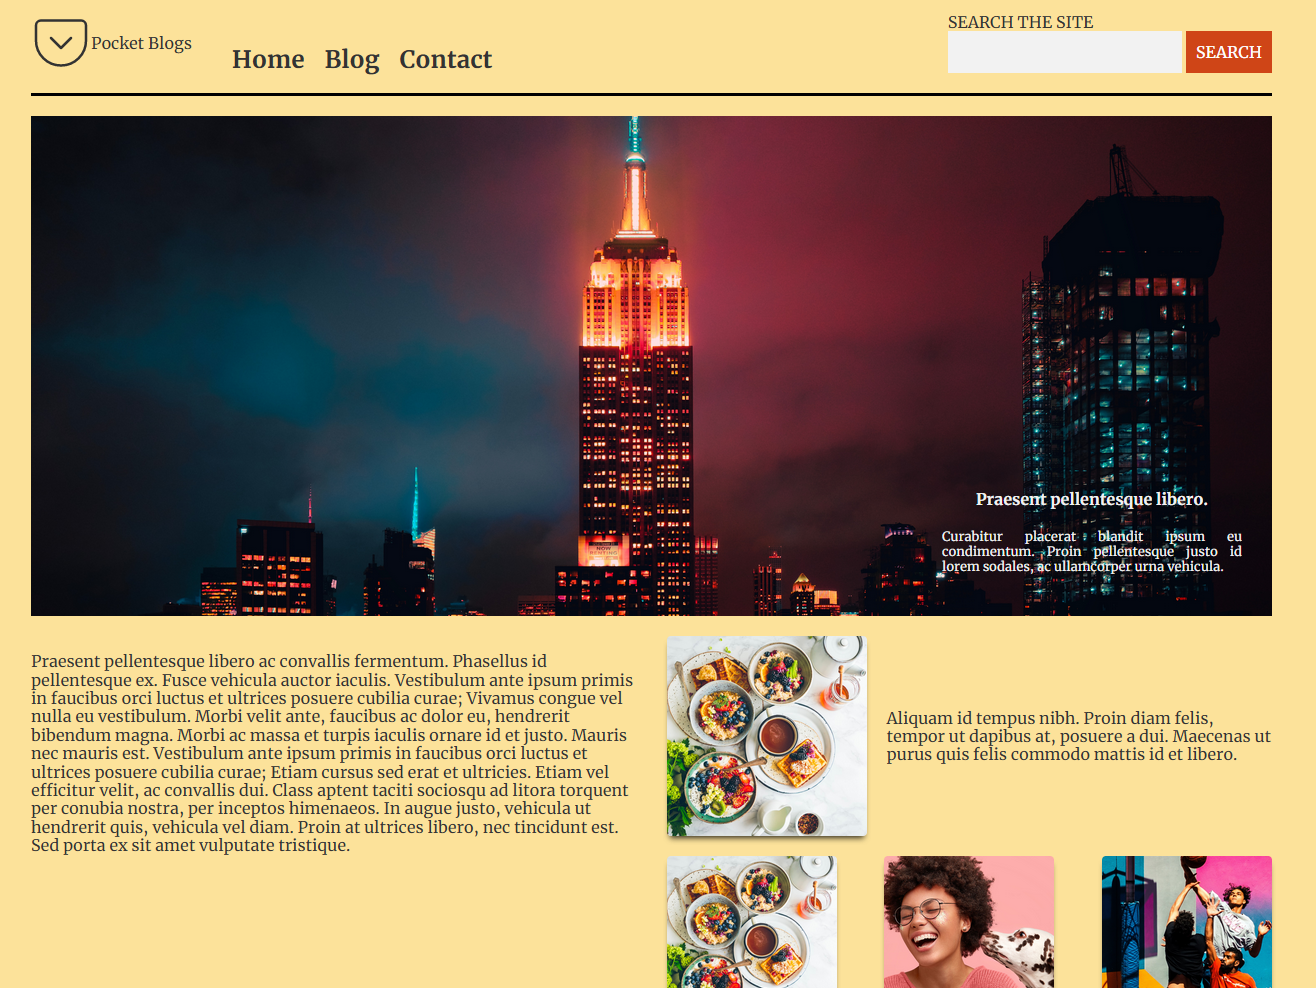 Pocket Blogs
Home Blog Contact
SEARCH THE SITE
SEARCH
NOW
RENTING
Praesent pellentesque libero.
Curabitur placerat blandit ipsum eu
condimentum. Proin pellentesque justo id
lorem sodales, ac ullamcorper urna vehicula.
Praesent pellentesque libero ac convallis fermentum. Phasellus id
pellentesque ex. Fusce vehicula auctor iaculis. Vestibulum ante ipsum primis
in faucibus orci luctus et ultrices posuere cubilia curae; Vivamus congue vel
nulla eu vestibulum. Morbi velit ante, faucibus ac dolor eu, hendrerit
bibendum magna. Morbi ac massa et turpis iaculis ornare id et justo. Mauris
nec mauris est. Vestibulum ante ipsum primis in faucibus orci luctus et
ultrices posuere cubilia curae; Etiam cursus sed erat et ultricies. Etiam vel
efficitur velit, ac convallis dui. Class aptent taciti sociosqu ad litora torquent
per conubia nostra, per inceptos himenaeos. In augue justo, vehicula ut
hendrerit quis, vehicula vel diam. Proin at ultrices libero, nec tincidunt est.
Sed porta ex sit amet vulputate tristique.
Aliquam id tempus nibh. Proin diam felis,
tempor ut dapibus at, posuere a dui. Maecenas ut
purus quis felis commodo mattis id et libero.